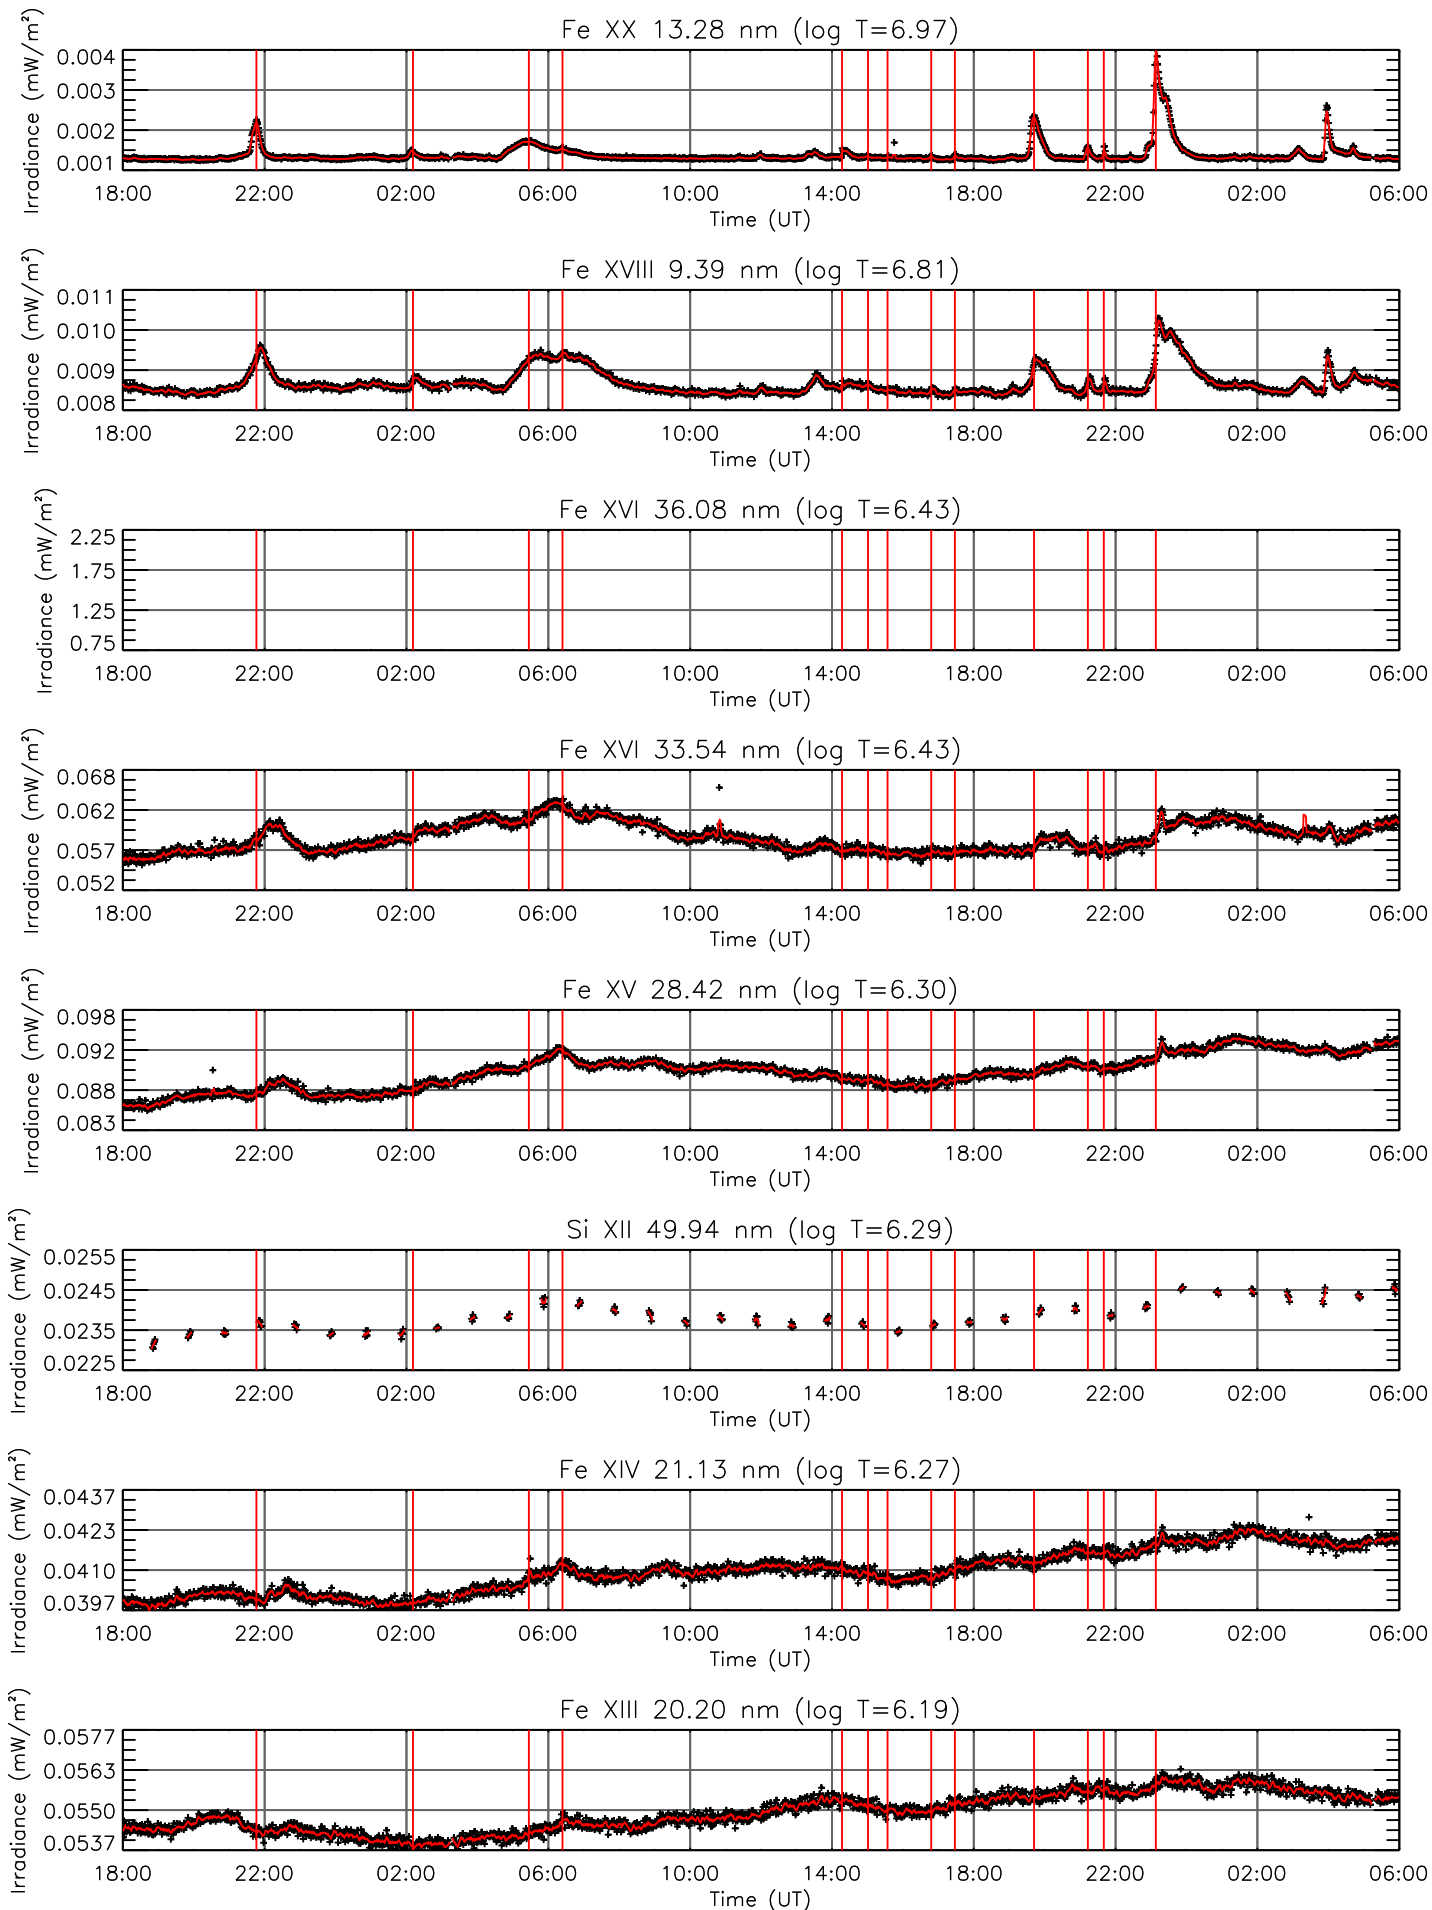 Fe XX 13.28 nm (log T=6.97)
Irradiance (mW/m²)
0.004
0.003
0.002
0.001
18:00 22:00 02:00 06:00 10:00 14:00 18:00 22:00 02:00 06:00
Time (UT)
Fe XVIII 9.39 nm (log T=6.81)
Irradiance (mW/m²)
0.011
0.010
0.009
0.008
18:00 22:00 02:00 06:00 10:00 14:00 18:00 22:00 02:00 06:00
Time (UT)
Fe XVI 36.08 nm (log T=6.43)
Irradiance (mW/m²)
2.25
1.75
1.25
0.75
18:00 22:00 02:00 06:00 10:00 14:00 18:00 22:00 02:00 06:00
Time (UT)
Fe XVI 33.54 nm (log T=6.43)
Irradiance (mW/m²)
0.068
0.062
0.057
0.052
18:00 22:00 02:00 06:00 10:00 14:00 18:00 22:00 02:00 06:00
Time (UT)
Fe XV 28.42 nm (log T=6.30)
Irradiance (mW/m²)
0.098
0.092
0.088
0.083
18:00 22:00 02:00 06:00 10:00 14:00 18:00 22:00 02:00 06:00
Time (UT)
Si XII 49.94 nm (log T=6.29)
Irradiance (mW/m²)
0.0255
0.0245
0.0235
0.0225
18:00 22:00 02:00 06:00 10:00 14:00 18:00 22:00 02:00 06:00
Time (UT)
Fe XIV 21.13 nm (log T=6.27)
Irradiance (mW/m²)
0.0437
0.0423
0.0410
0.0397
18:00 22:00 02:00 06:00 10:00 14:00 18:00 22:00 02:00 06:00
Time (UT)
Fe XIII 20.20 nm (log T=6.19)
Irradiance (mW/m²)
0.0577
0.0563
0.0550
0.0537
18:00 22:00 02:00 06:00 10:00 14:00 18:00 22:00 02:00 06:00
Time (UT)